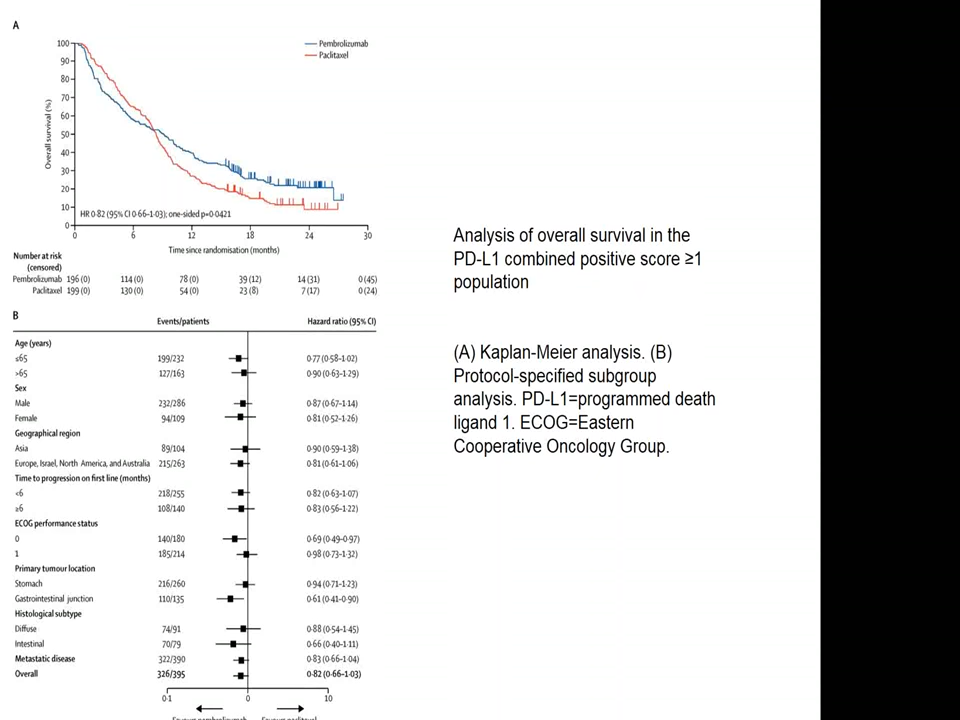 A
Pembrolizumab
Paclitaxel
100
90
80
70
60
50
40
30
20
10
0
Overall survival (%)
HR 0·82 (95% CI 0·66–1·03); one-sided p=0·0421
0 6 12 18 24 30
Time since randomisation (months)
Number at risk
(censored)
Pembrolizumab 196 (0) 114 (0) 78 (0) 39 (12) 14 (31) 0 (45)
Paclitaxel 199 (0) 130 (0) 54 (0) 23 (8) 7 (17) 0 (24)
B
Events/patients Hazard ratio (95% CI)
Age (years)
≤65 199/232 0·77 (0·58–1·02)
>65 127/163 0·90 (0·63–1·29)
Sex
Male 232/286 0·87 (0·67–1·14)
Female 94/109 0·81 (0·52–1·26)
Geographical region
Asia 89/104 0·90 (0·59–1·38)
Europe, Israel, North America, and Australia 215/263 0·81 (0·61–1·06)
Time to progression on first line (months)
<6 218/255 0·82 (0·63–1·07)
≥6 108/140 0·83 (0·56–1·22)
ECOG performance status
0 140/180 0·69 (0·49–0·97)
1 185/214 0·98 (0·73–1·32)
Primary tumour location
Stomach 216/260 0·94 (0·71–1·23)
Gastrointestinal junction 110/135 0·61 (0·41–0·90)
Histological subtype
Diffuse 74/91 0·88 (0·54–1·45)
Intestinal 70/79 0·66 (0·40–1·11)
Metastatic disease 322/390 0·83 (0·66–1·04)
Overall 326/395 0·82 (0·66–1·03)
0·1 0 10
Analysis of overall survival in the
PD-L1 combined positive score ≥1
population
(A) Kaplan-Meier analysis. (B)
Protocol-specified subgroup
analysis. PD-L1=programmed death
ligand 1. ECOG=Eastern
Cooperative Oncology Group.